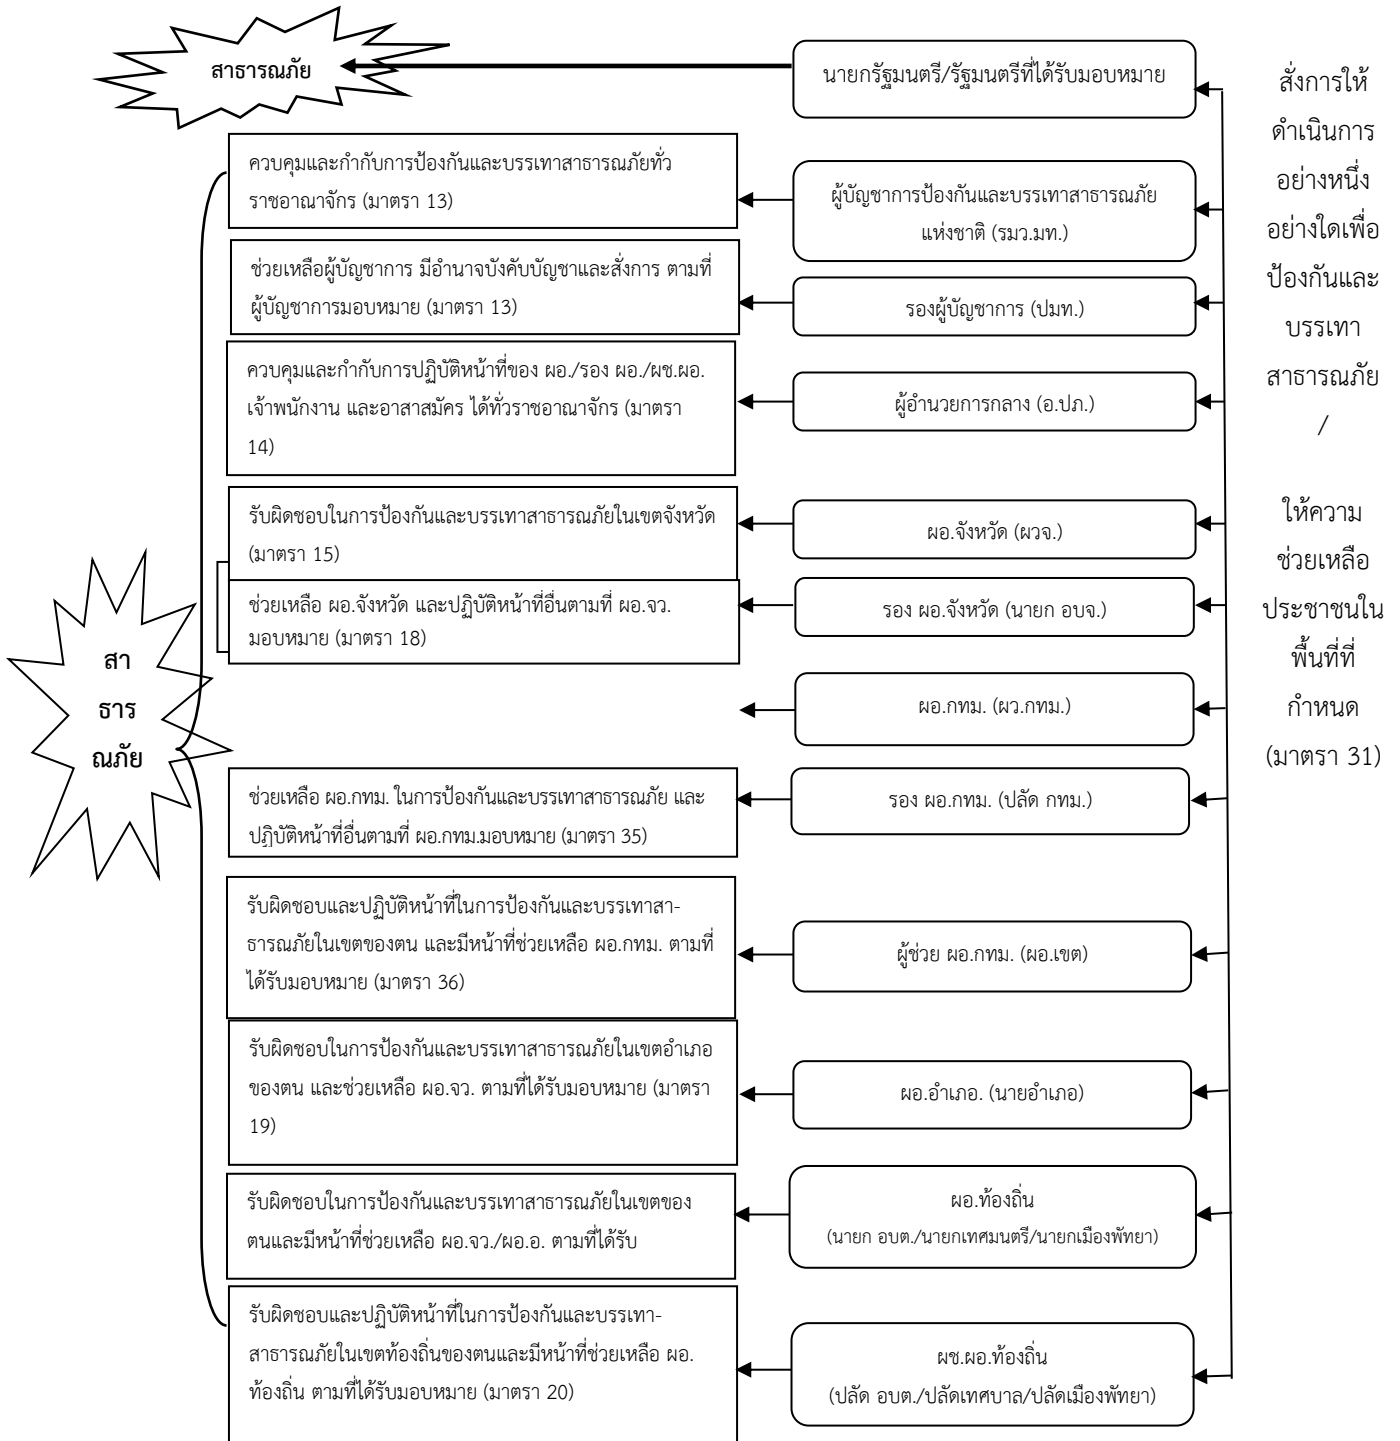 สาธารณภัย
นายกรัฐมนตรี/รัฐมนตรีที่ได้รับมอบหมาย
ควบคุมและกำกับการป้องกันและบรรเทาสาธารณภัยทั่ว
ราชอาณาจักร (มาตรา 13)
ผู้บัญชาการป้องกันและบรรเทาสาธารณภัย
แห่งชาติ (รมว.มท.)
ช่วยเหลือผู้บัญชาการ มีอำนาจบังคับบัญชาและสั่งการ ตามที่
ผู้บัญชาการมอบหมาย (มาตรา 13)
รองผู้บัญชาการ (ปมท.)
ควบคุมและกำกับการปฏิบัติหน้าที่ของ ผอ./รอง ผอ./ผช.ผอ.
เจ้าพนักงาน และอาสาสมัคร ได้ทั่วราชอาณาจักร (มาตรา
14)
ผู้อำนวยการกลาง (อ.ปภ.)
รับผิดชอบในการป้องกันและบรรเทาสาธารณภัยในเขตจังหวัด
(มาตรา 15)
ผอ.จังหวัด (ผวจ.)
ช่วยเหลือ ผอ.จังหวัด และปฏิบัติหน้าที่อื่นตามที่ ผอ.จว.
มอบหมาย (มาตรา 18)
รอง ผอ.จังหวัด (นายก อบจ.)
สา
ธาร
ณภัย
ผอ.กทม. (ผว.กทม.)
ช่วยเหลือ ผอ.กทม. ในการป้องกันและบรรเทาสาธารณภัย และ
ปฏิบัติหน้าที่อื่นตามที่ ผอ.กทม.มอบหมาย (มาตรา 35)
รอง ผอ.กทม. (ปลัด กทม.)
รับผิดชอบและปฏิบัติหน้าที่ในการป้องกันและบรรเทาสา-
ธารณภัยในเขตของตน และมีหน้าที่ช่วยเหลือ ผอ.กทม. ตามที่
ได้รับมอบหมาย (มาตรา 36)
ผู้ช่วย ผอ.กทม. (ผอ.เขต)
รับผิดชอบในการป้องกันและบรรเทาสาธารณภัยในเขตอำเภอ
ของตน และช่วยเหลือ ผอ.จว. ตามที่ได้รับมอบหมาย (มาตรา
19)
ผอ.อำเภอ. (นายอำเภอ)
รับผิดชอบในการป้องกันและบรรเทาสาธารณภัยในเขตของ
ตนและมีหน้าที่ช่วยเหลือ ผอ.จว./ผอ.อ. ตามที่ได้รับ
ผอ.ท้องถิ่น
(นายก อบต./นายกเทศมนตรี/นายกเมืองพัทยา)
รับผิดชอบและปฏิบัติหน้าที่ในการป้องกันและบรรเทา-
สาธารณภัยในเขตท้องถิ่นของตนและมีหน้าที่ช่วยเหลือ ผอ.
ท้องถิ่น ตามที่ได้รับมอบหมาย (มาตรา 20)
ผช.ผอ.ท้องถิ่น
(ปลัด อบต./ปลัดเทศบาล/ปลัดเมืองพัทยา)
สั่งการให้
ดำเนินการ
อย่างหนึ่ง
อย่างใดเพื่อ
ป้องกันและ
บรรเทา
สาธารณภัย
/
ให้ความ
ช่วยเหลือ
ประชาชนใน
พื้นที่ที่
กำหนด
(มาตรา 31)